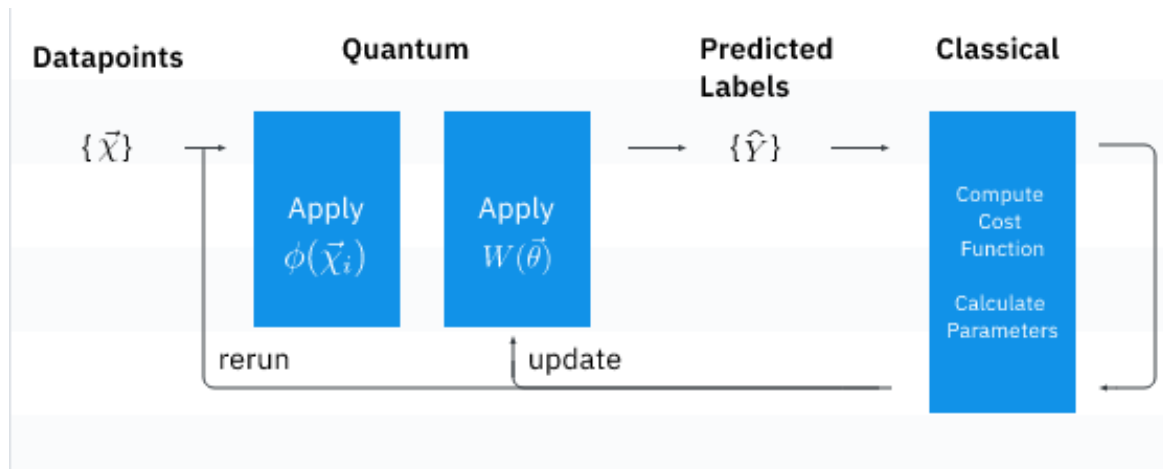 Datapoints
Quantum
Predicted
Labels
Classical
{χ⃗}
{Ŷ}
Apply
ϕ(χ⃗ᵢ)
Apply
W(θ⃗)
Compute
Cost
Function
Calculate
Parameters
rerun
update